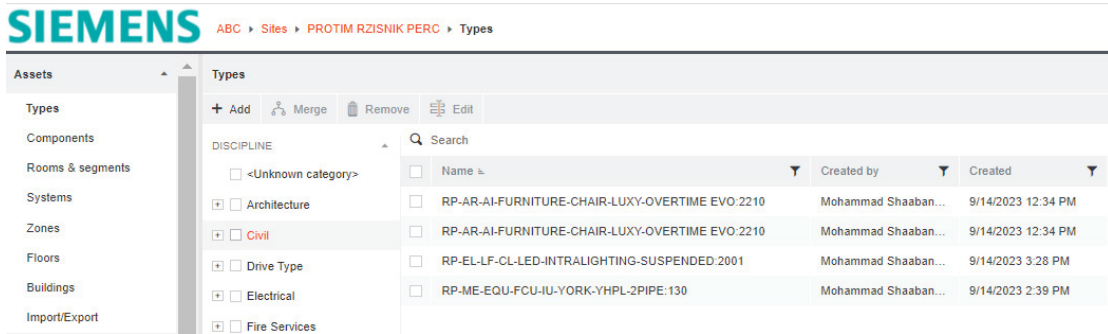 SIEMENS ABC Sites PROTIM RZISNIK PERC Types
Assets
Types
Components
Rooms & segments
Systems
Zones
Floors
Buildings
Import/Export
Types
+ Add Merge Remove Edit
DISCIPLINE
<Unknown category>
Architecture
Civil
Drive Type
Electrical
Fire Services
Search
Name Created by Created
RP-AR-AI-FURNITURE-CHAIR-LUXY-OVERTIME EVO:2210 Mohammad Shaaban... 9/14/2023 12:34 PM
RP-AR-AI-FURNITURE-CHAIR-LUXY-OVERTIME EVO:2210 Mohammad Shaaban... 9/14/2023 12:34 PM
RP-EL-LF-CL-LED-INTRALIGHTING-SUSPENDED:2001 Mohammad Shaaban... 9/14/2023 3:28 PM
RP-ME-EQU-FCU-IU-YORK-YHPL-2PIPE:130 Mohammad Shaaban... 9/14/2023 2:39 PM